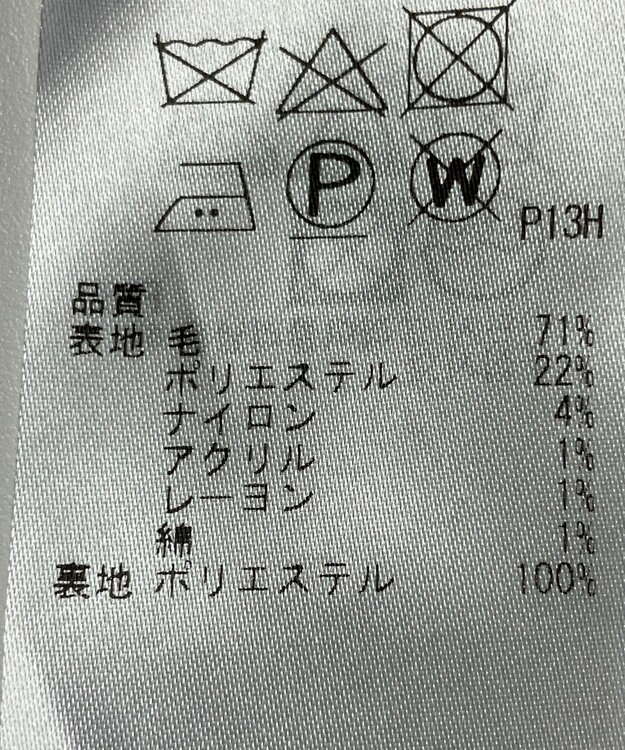 P
W
P13H
品質
表地 毛 71%
ポリエステル 22%
ナイロン 4%
アクリル 1%
レーヨン 1%
綿 1%
裏地 ポリエステル 100%